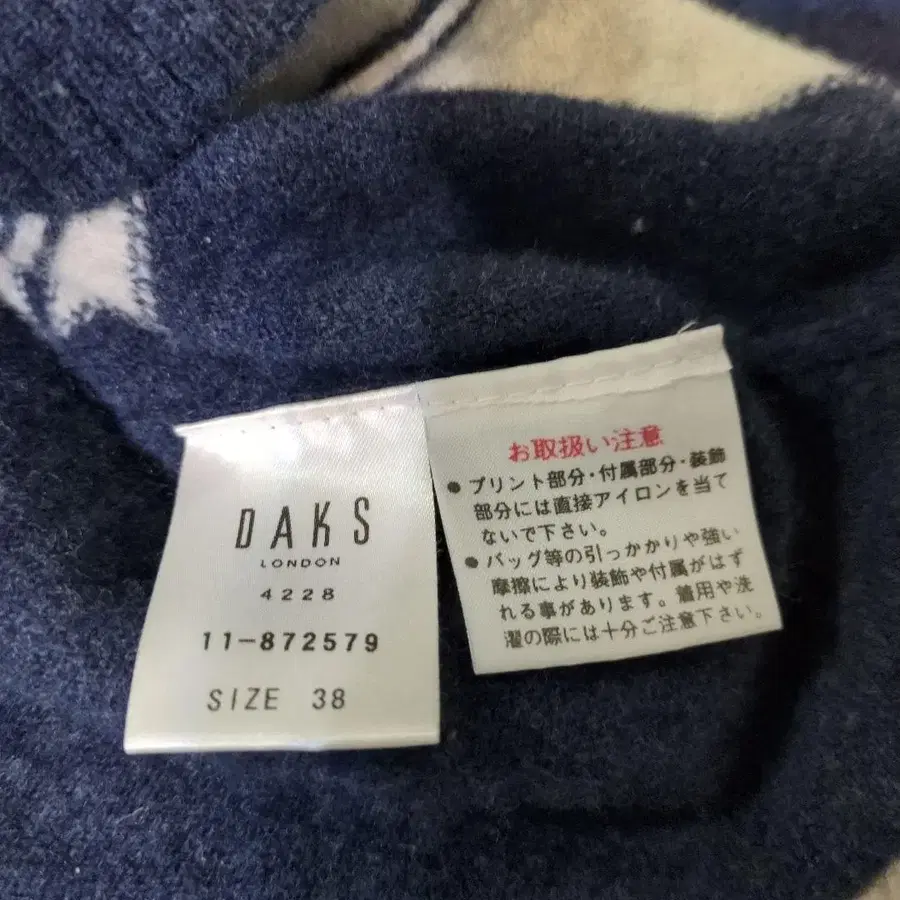 DAKS
LONDON
4228
11-872579
SIZE 38
お取扱い注意
● プリント部分・付属部分・装飾
部分には直接アイロンを当て
ないで下さい。
● バッグ等の引っかかりや強い
摩擦により装飾や付属がはず
れる事があります。着用や洗
濯の際には十分ご注意下さい。